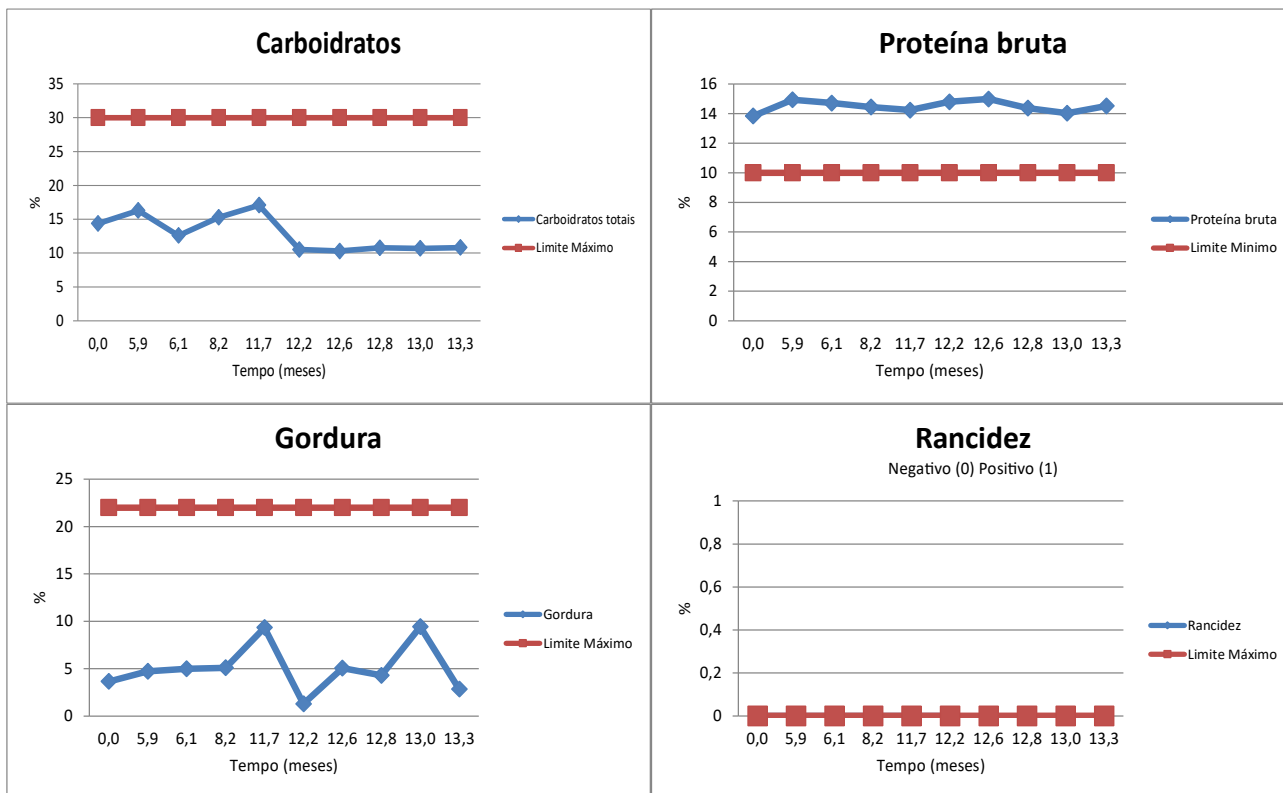 Carboidratos
35
30
25
20
15
10
5
0
%
0,0 5,9 6,1 8,2 11,7 12,2 12,6 12,8 13,0 13,3
Tempo (meses)
Carboidratos totais
Limite Máximo
Proteína bruta
16
14
12
10
8
6
4
2
0
%
0,0 5,9 6,1 8,2 11,7 12,2 12,6 12,8 13,0 13,3
Tempo (meses)
Proteína bruta
Limite Minimo
Gordura
25
20
15
10
5
0
%
0,0 5,9 6,1 8,2 11,7 12,2 12,6 12,8 13,0 13,3
Tempo (meses)
Gordura
Limite Máximo
Rancidez
Negativo (0) Positivo (1)
1
0,8
0,6
0,4
0,2
0
%
0,0 5,9 6,1 8,2 11,7 12,2 12,6 12,8 13,0 13,3
Tempo (meses)
Rancidez
Limite Máximo